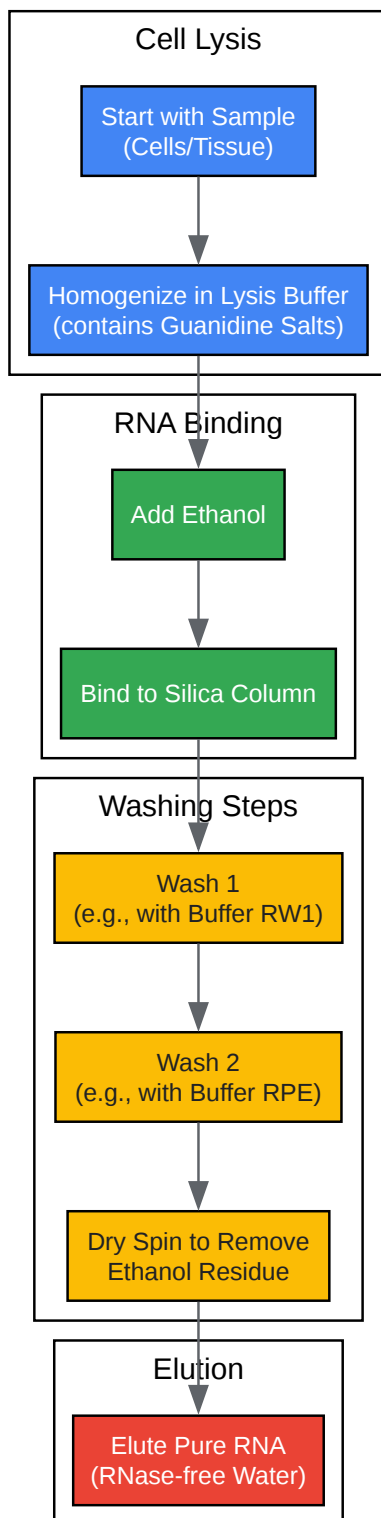 Cell Lysis
Start with Sample
(Cells/Tissue)
Homogenize in Lysis Buffer
(contains Guanidine Salts)
RNA Binding
Add Ethanol
Bind to Silica Column
Washing Steps
Wash 1
(e.g., with Buffer RW1)
Wash 2
(e.g., with Buffer RPE)
Dry Spin to Remove
Ethanol Residue
Elution
Elute Pure RNA
(RNase-free Water)